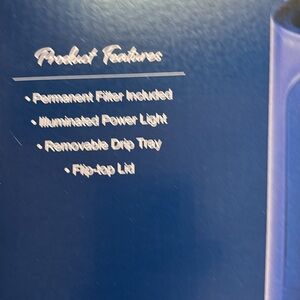 Product Features
• Permanent Filter Included
• Illuminated Power Light
• Removable Drip Tray
• Flip-top Lid